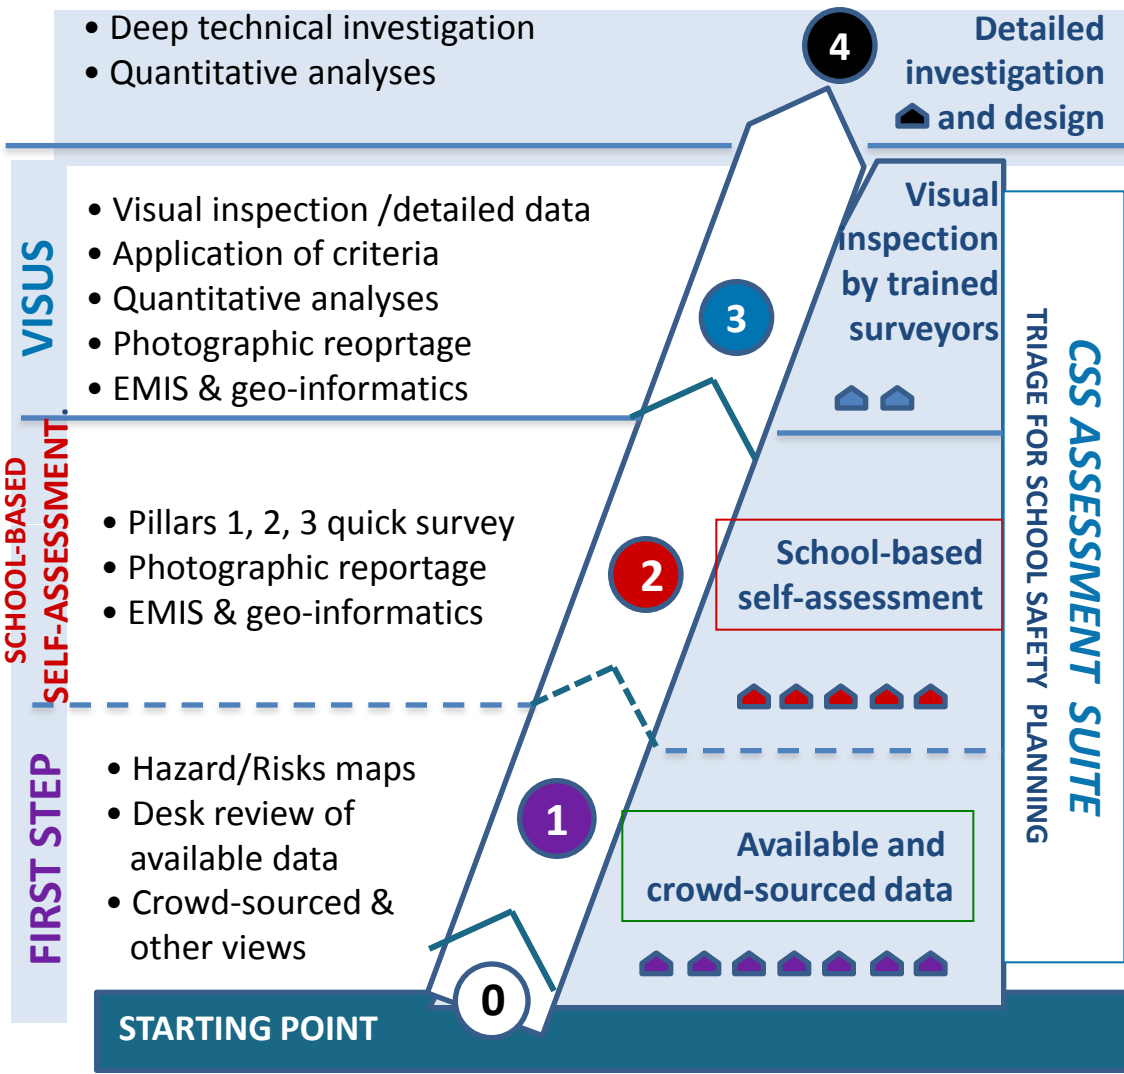 • Deep technical investigation
• Quantitative analyses
4
Detailed
investigation
and design
VISUS
• Visual inspection /detailed data
• Application of criteria
• Quantitative analyses
• Photographic reoprtage
• EMIS & geo-informatics
3
Visual
inspection
by trained
surveyors
SCHOOL-BASED
SELF-ASSESSMENT.
• Pillars 1, 2, 3 quick survey
• Photographic reportage
• EMIS & geo-informatics
2
School-based
self-assessment
FIRST STEP
• Hazard/Risks maps
• Desk review of
available data
• Crowd-sourced &
other views
1
Available and
crowd-sourced data
0
STARTING POINT
CSS ASSESSMENT SUITE
TRIAGE FOR SCHOOL SAFETY PLANNING